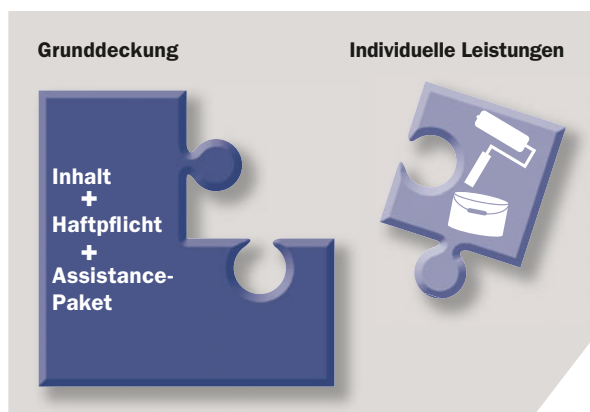 Grunddeckung
Individuelle Leistungen
Inhalt
+
Haftpflicht
+
Assistance-
Paket